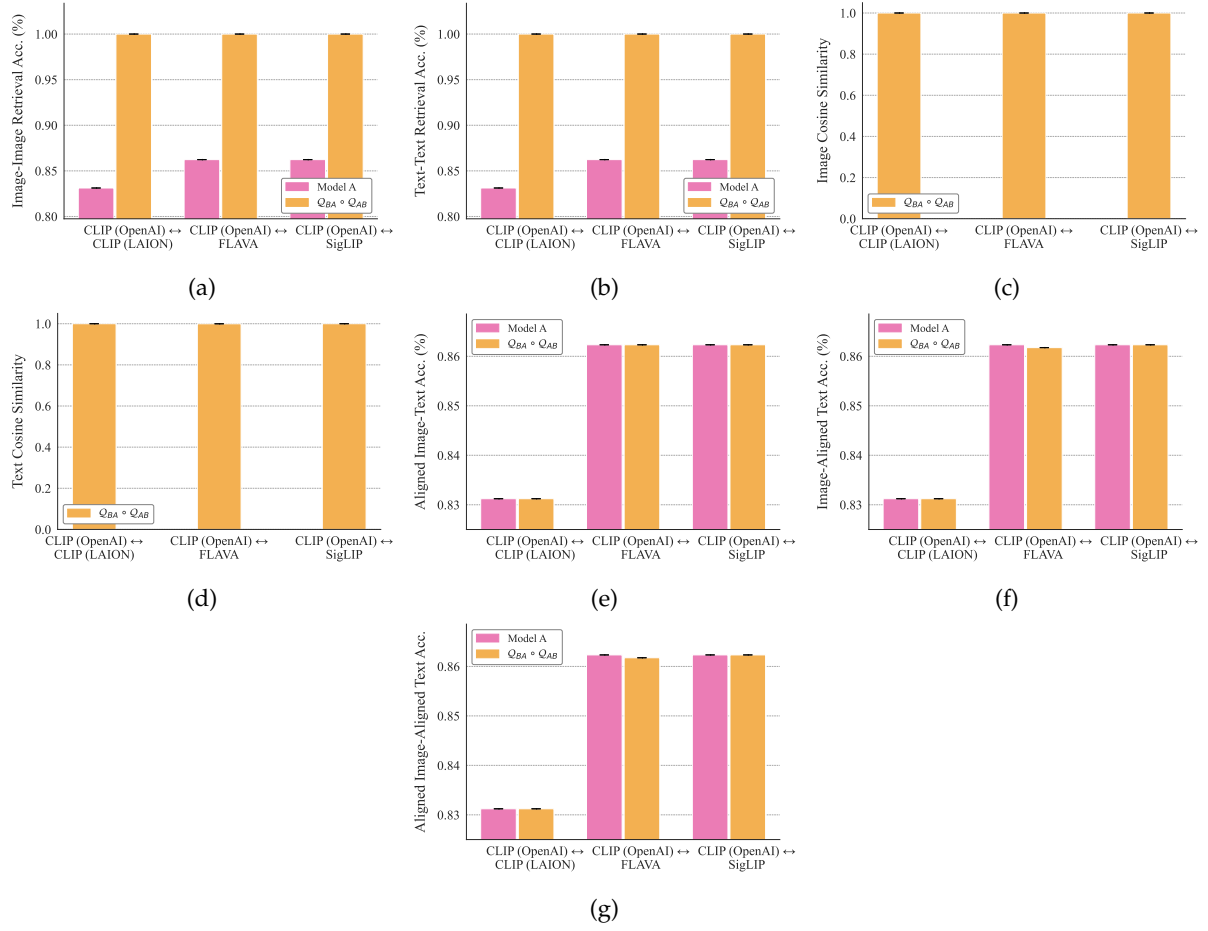 Image-Image Retrieval Acc. (%)
1.00
0.95
0.90
0.85
0.80
Model A
Q_BA ∘ Q_AB
CLIP (OpenAI) ↔ CLIP (OpenAI) ↔ CLIP (OpenAI) ↔
CLIP (LAION) FLAVA SigLIP
(a)
Text-Text Retrieval Acc. (%)
1.00
0.95
0.90
0.85
0.80
Model A
Q_BA ∘ Q_AB
CLIP (OpenAI) ↔ CLIP (OpenAI) ↔ CLIP (OpenAI) ↔
CLIP (LAION) FLAVA SigLIP
(b)
Image Cosine Similarity
1.0
0.8
0.6
0.4
0.2
0.0
Q_BA ∘ Q_AB
CLIP (OpenAI) ↔ CLIP (OpenAI) ↔ CLIP (OpenAI) ↔
CLIP (LAION) FLAVA SigLIP
(c)
Text Cosine Similarity
1.0
0.8
0.6
0.4
0.2
0.0
Q_BA ∘ Q_AB
CLIP (OpenAI) ↔ CLIP (OpenAI) ↔ CLIP (OpenAI) ↔
CLIP (LAION) FLAVA SigLIP
(d)
Aligned Image-Text Acc. (%)
0.86
0.85
0.84
0.83
Model A
Q_BA ∘ Q_AB
CLIP (OpenAI) ↔ CLIP (OpenAI) ↔ CLIP (OpenAI) ↔
CLIP (LAION) FLAVA SigLIP
(e)
Image-Aligned Text Acc. (%)
0.86
0.85
0.84
0.83
Model A
Q_BA ∘ Q_AB
CLIP (OpenAI) ↔ CLIP (OpenAI) ↔ CLIP (OpenAI) ↔
CLIP (LAION) FLAVA SigLIP
(f)
Aligned Image-Aligned Text Acc.
0.86
0.85
0.84
0.83
Model A
Q_BA ∘ Q_AB
CLIP (OpenAI) ↔ CLIP (OpenAI) ↔ CLIP (OpenAI) ↔
CLIP (LAION) FLAVA SigLIP
(g)